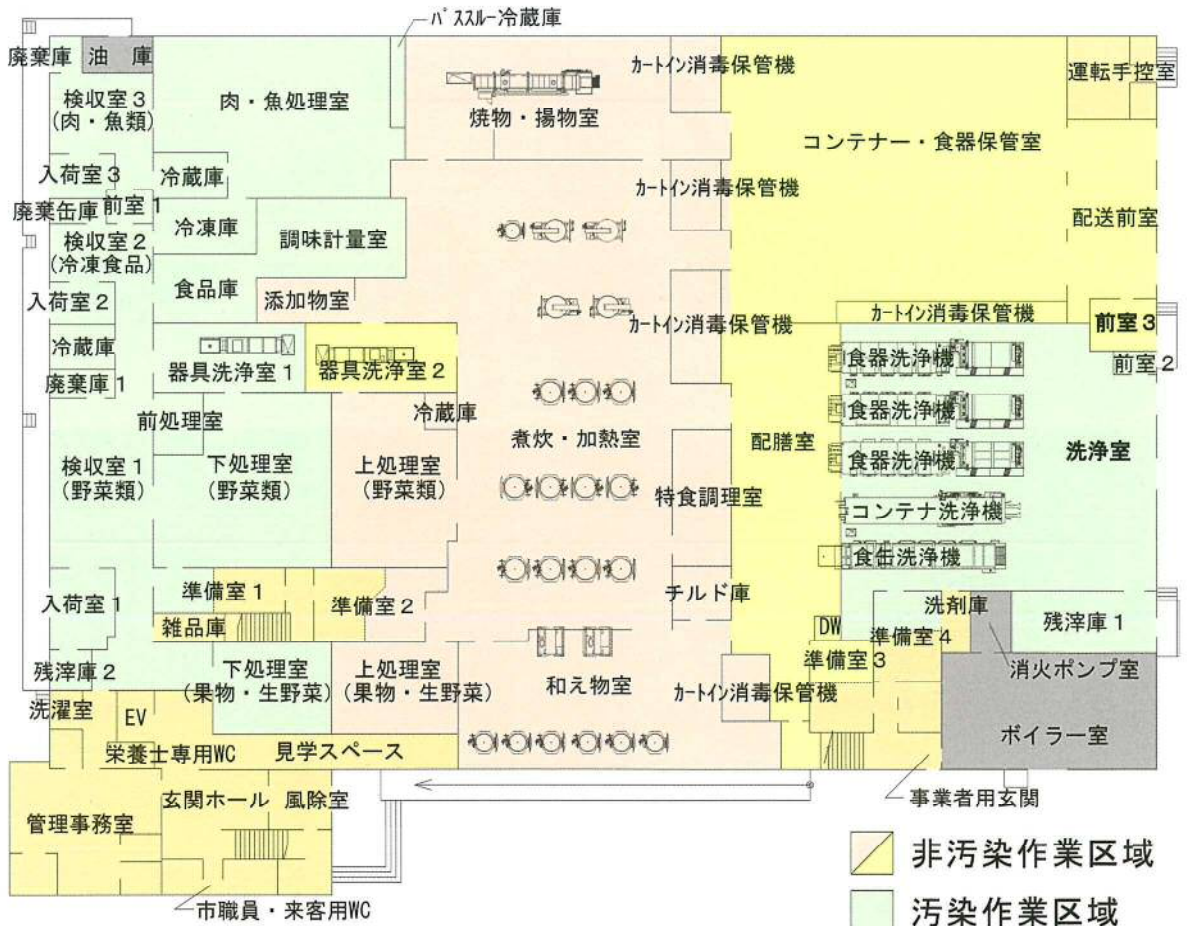 パススルー冷蔵庫
廃棄庫
油　庫
検収室3
(肉・魚類)
肉・魚処理室
焼物・揚物室
カートイン消毒保管機
運転手控室
コンテナー・食器保管室
入荷室3
冷蔵庫
カートイン消毒保管機
廃棄缶庫
前室1
冷凍庫
配送前室
検収室2
(冷凍食品)
調味計量室
食品庫
添加物室
入荷室2
カートイン消毒保管機
カートイン消毒保管機
前室3
冷蔵庫
器具洗浄室1
器具洗浄室2
食器洗浄機
前室2
廃棄庫1
前処理室
冷蔵庫
食器洗浄機
煮炊・加熱室
配膳室
検収室1
(野菜類)
下処理室
(野菜類)
上処理室
(野菜類)
食器洗浄機
洗浄室
特食調理室
コンテナ洗浄機
食缶洗浄機
入荷室1
準備室1
準備室2
チルド庫
洗剤庫
雑品庫
DW
準備室4
残滓庫1
残滓庫2
下処理室
(果物・生野菜)
上処理室
(果物・生野菜)
和え物室
準備室3
カートイン消毒保管機
消火ポンプ室
洗濯室
EV
ボイラー室
栄養士専用WC
見学スペース
玄関ホール
風除室
事業者用玄関
管理事務室
非汚染作業区域
市職員・来客用WC
汚染作業区域